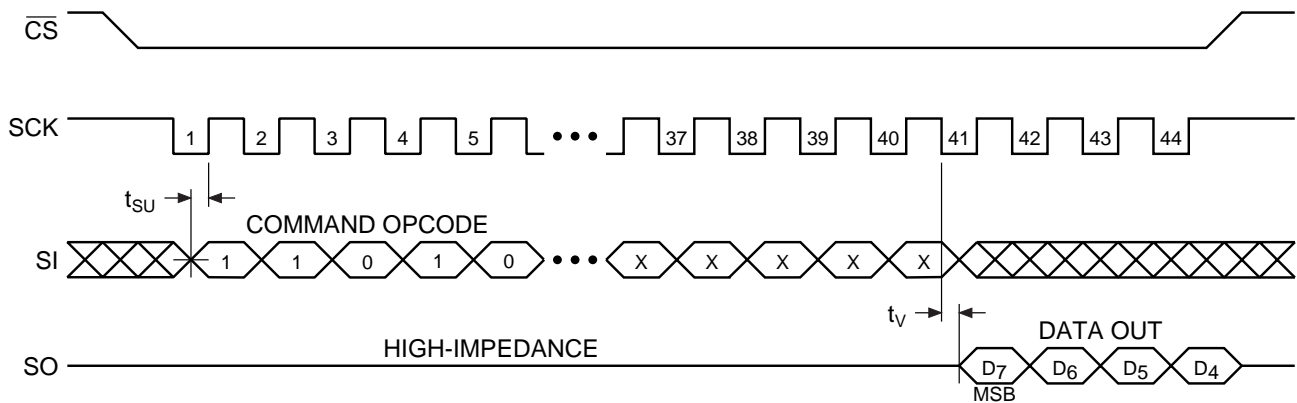 CS
SCK 1 2 3 4 5 ••• 37 38 39 40 41 42 43 44
tSU
COMMAND OPCODE
SI 1 1 0 1 0 ••• X X X X X
tV
DATA OUT
HIGH-IMPEDANCE
SO D7 D6 D5 D4
MSB